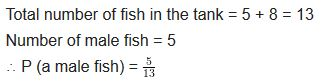 Total number of fish in the tank = 5 + 8 = 13
Number of male fish = 5
∴ P (a male fish) = 5/13